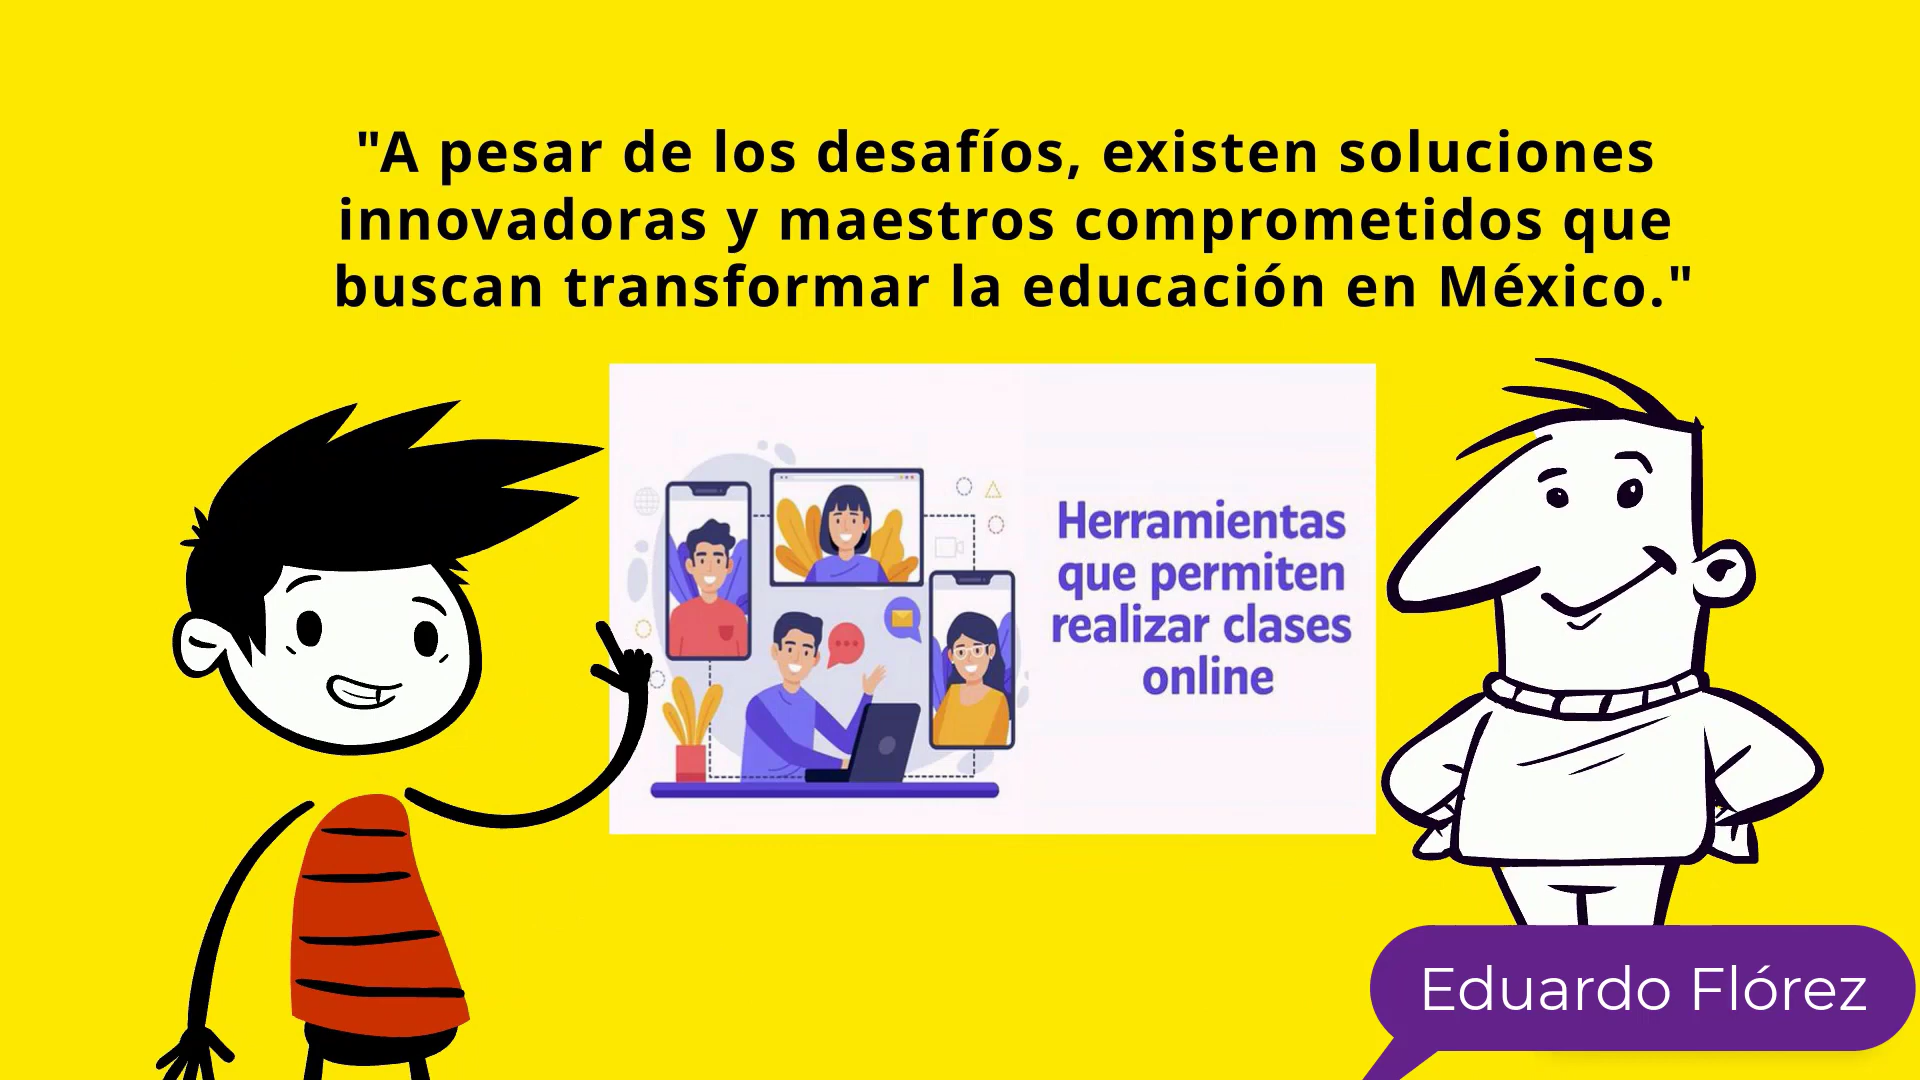 "A pesar de los desafíos, existen soluciones
innovadoras y maestros comprometidos que
buscan transformar la educación en México."
Herramientas
que permiten
realizar clases
online
Eduardo Flórez